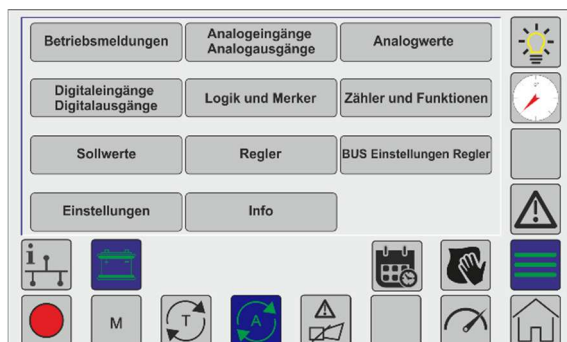 Betriebsmeldungen
Analogeingänge
Analogausgänge
Analogwerte
Digitaleingänge
Digitalausgänge
Logik und Merker
Zähler und Funktionen
Sollwerte
Regler
BUS Einstellungen Regler
Einstellungen
Info
i
M
T
A